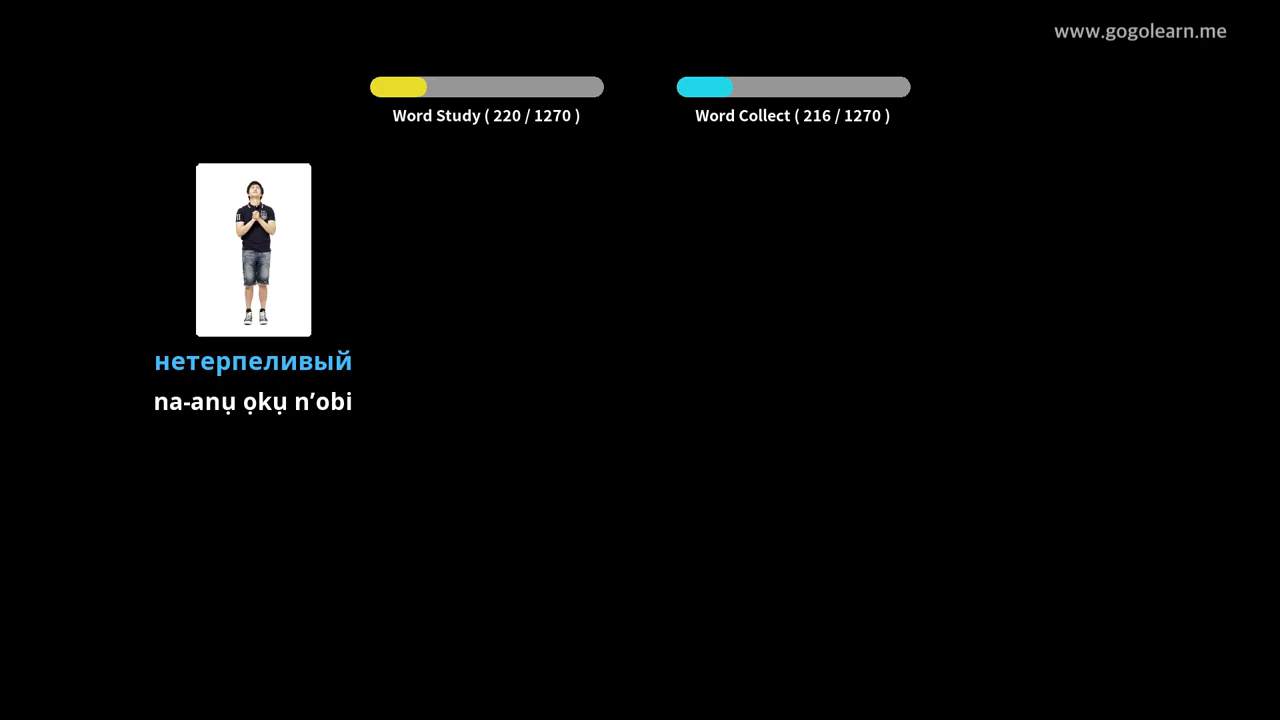 www.gogolearn.me
Word Study ( 220 / 1270 )
Word Collect ( 216 / 1270 )
нетерпеливый
na-anụ ọkụ n’obi